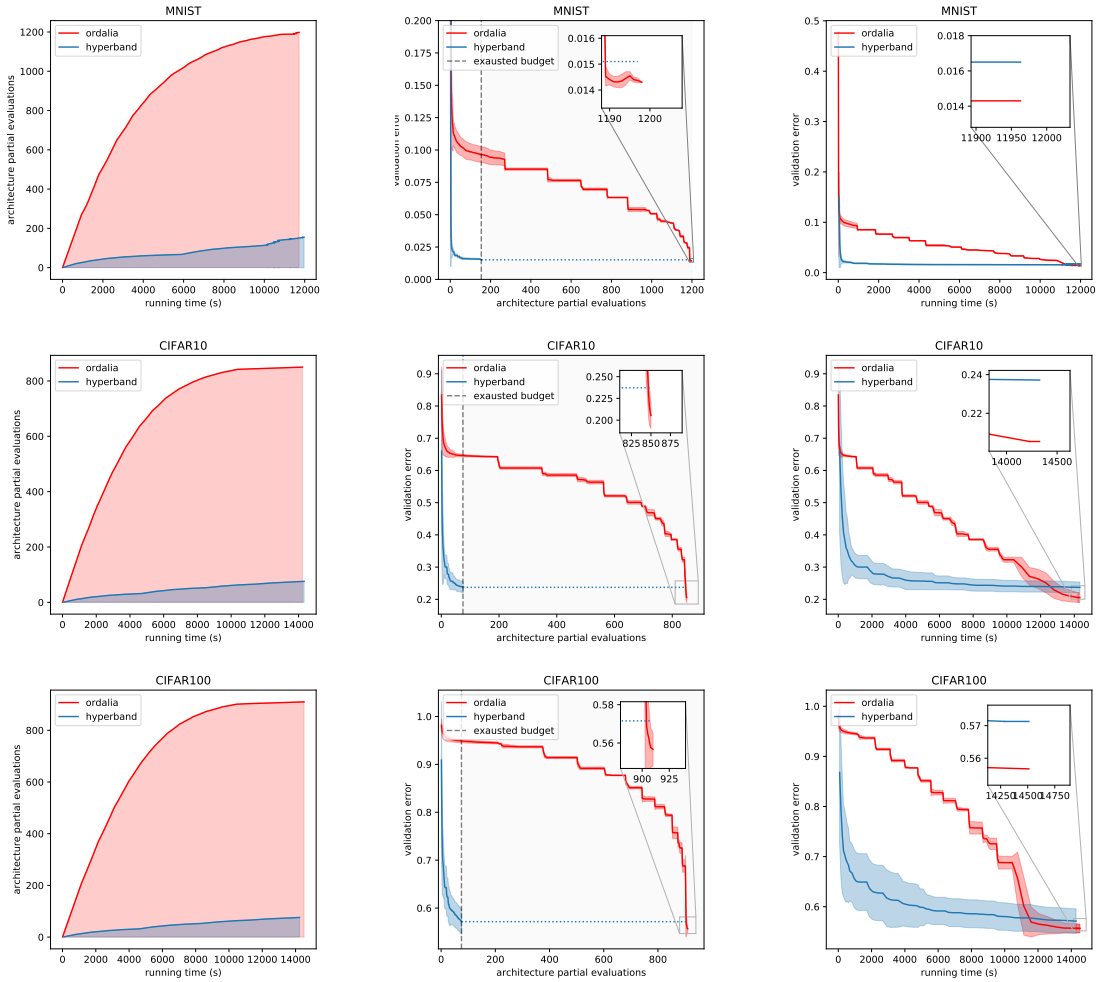 MNIST
ordalia
hyperband
architecture partial evaluations
0
200
400
600
800
1000
1200
0 2000 4000 6000 8000 10000 12000
running time (s)
MNIST
ordalia
hyperband
exausted budget
validation error
0.200
0.175
0.100
0.075
0.050
0.025
0.000
0 200 400 600 800 1000 1200
architecture partial evaluations
0.016
0.015
0.014
1190 1200
MNIST
ordalia
hyperband
validation error
0.5
0.4
0.3
0.2
0.1
0.0
0 2000 4000 6000 8000 10000 12000
running time (s)
0.018
0.016
0.014
11900 11950 12000
CIFAR10
ordalia
hyperband
architecture partial evaluations
800
600
400
200
0
0 2000 4000 6000 8000 10000 12000 14000
running time (s)
CIFAR10
ordalia
hyperband
exausted budget
validation error
0.9
0.8
0.7
0.6
0.5
0.4
0.3
0.2
0 200 400 600 800
architecture partial evaluations
0.250
0.225
0.200
825 850 875
CIFAR10
ordalia
hyperband
validation error
0.9
0.8
0.7
0.6
0.5
0.4
0.3
0.2
0 2000 4000 6000 8000 10000 12000 14000
running time (s)
0.24
0.22
14000 14500
CIFAR100
ordalia
hyperband
architecture partial evaluations
800
600
400
200
0
0 2000 4000 6000 8000 10000 12000 14000
running time (s)
CIFAR100
ordalia
hyperband
exausted budget
validation error
1.0
0.9
0.8
0.7
0.6
0 200 400 600 800
architecture partial evaluations
0.58
0.56
900 925
CIFAR100
ordalia
hyperband
validation error
1.0
0.9
0.8
0.7
0.6
0 2000 4000 6000 8000 10000 12000 14000
running time (s)
0.57
0.56
14250 14500 14750